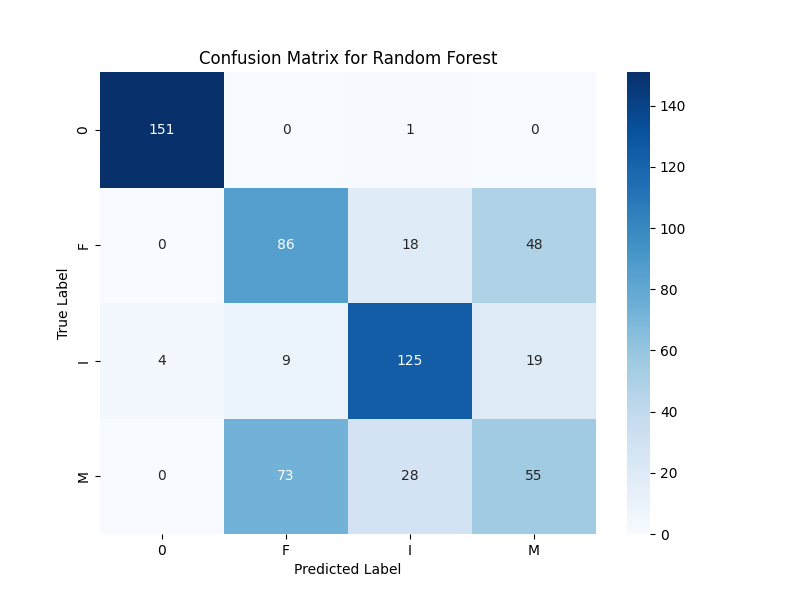 Confusion Matrix for Random Forest
0 151 0 1 0
F 0 86 18 48
I 4 9 125 19
M 0 73 28 55
0 F I M
Predicted Label
True Label
140
120
100
80
60
40
20
0